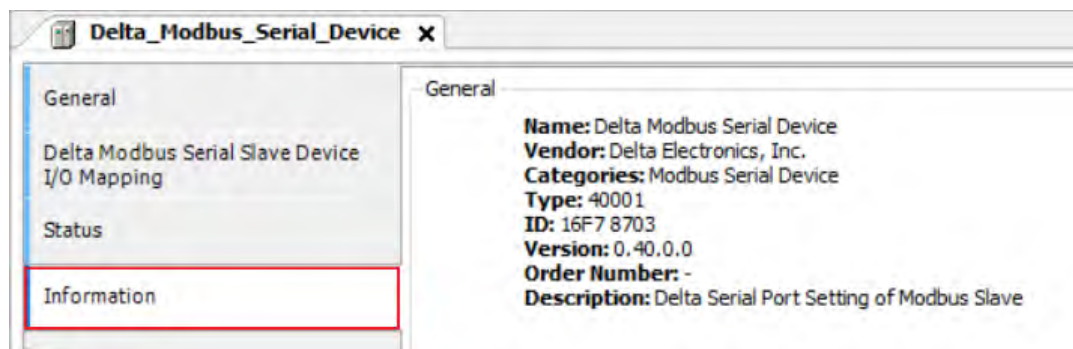 Delta_Modbus_Serial_Device X
General
Delta Modbus Serial Slave Device
I/O Mapping
Status
Information
General
Name: Delta Modbus Serial Device
Vendor: Delta Electronics, Inc.
Categories: Modbus Serial Device
Type: 40001
ID: 16F7 8703
Version: 0.40.0.0
Order Number: -
Description: Delta Serial Port Setting of Modbus Slave